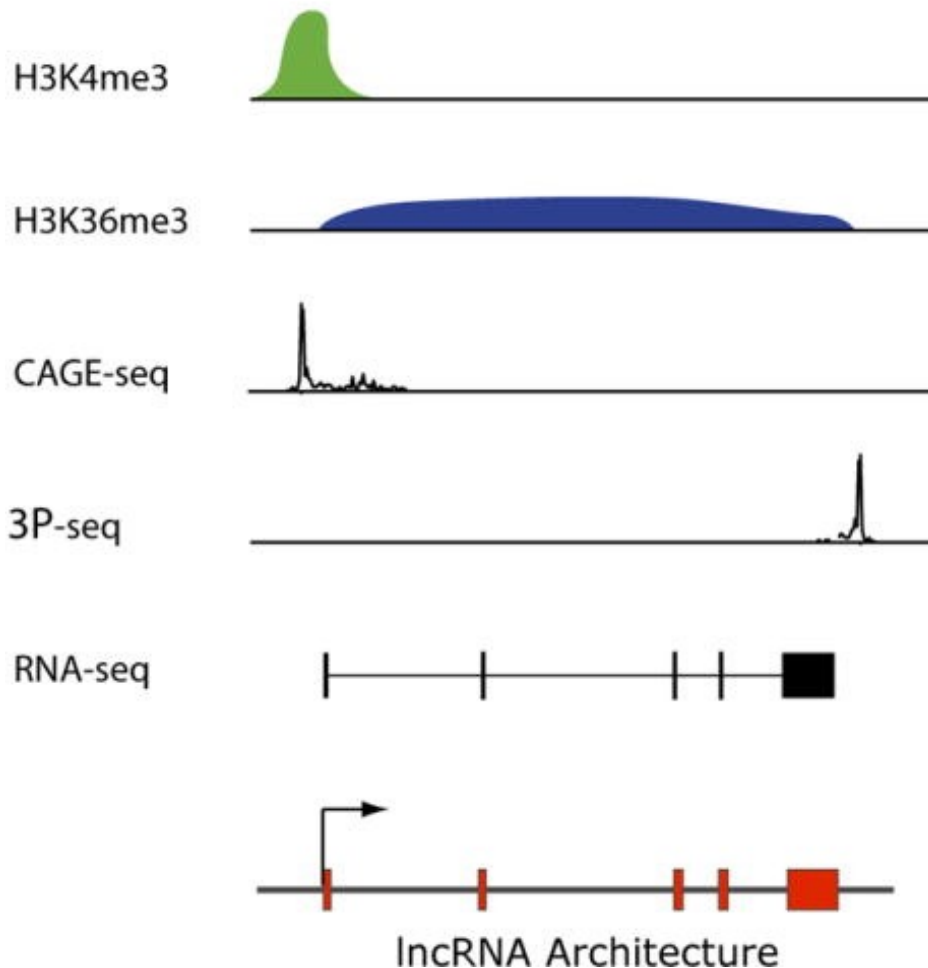 H3K4me3
H3K36me3
CAGE-seq
3P-seq
RNA-seq
lncRNA Architecture